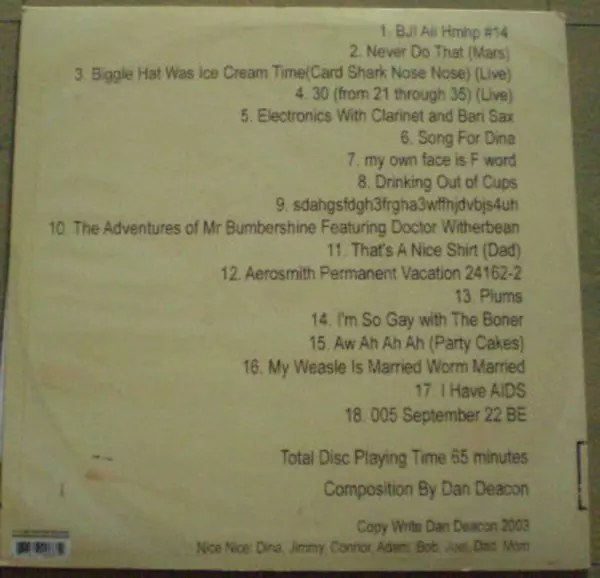 1. BJI Ali Hmhp #14
2. Never Do That (Mars)
3. Biggle Hat Was Ice Cream Time(Card Shark Nose Nose) (Live)
4. 30 (from 21 through 35) (Live)
5. Electronics With Clarinet and Bari Sax
6. Song For Dina
7. my own face is F word
8. Drinking Out of Cups
9. sdahgsfdgh3frgha3wffhjdvbjs4uh
10. The Adventures of Mr Bumbershine Featuring Doctor Witherbean
11. That's A Nice Shirt (Dad)
12. Aerosmith Permanent Vacation 24162-2
13. Plums
14. I'm So Gay with The Boner
15. Aw Ah Ah Ah (Party Cakes)
16. My Weasle Is Married Worm Married
17. I Have AIDS
18. 005 September 22 BE
Total Disc Playing Time 65 minutes
Composition By Dan Deacon
Copy Write Dan Deacon 2003
Nice Nice: Dina, Jimmy, Connor, Adam, Bob, Joel, Dad, Mom